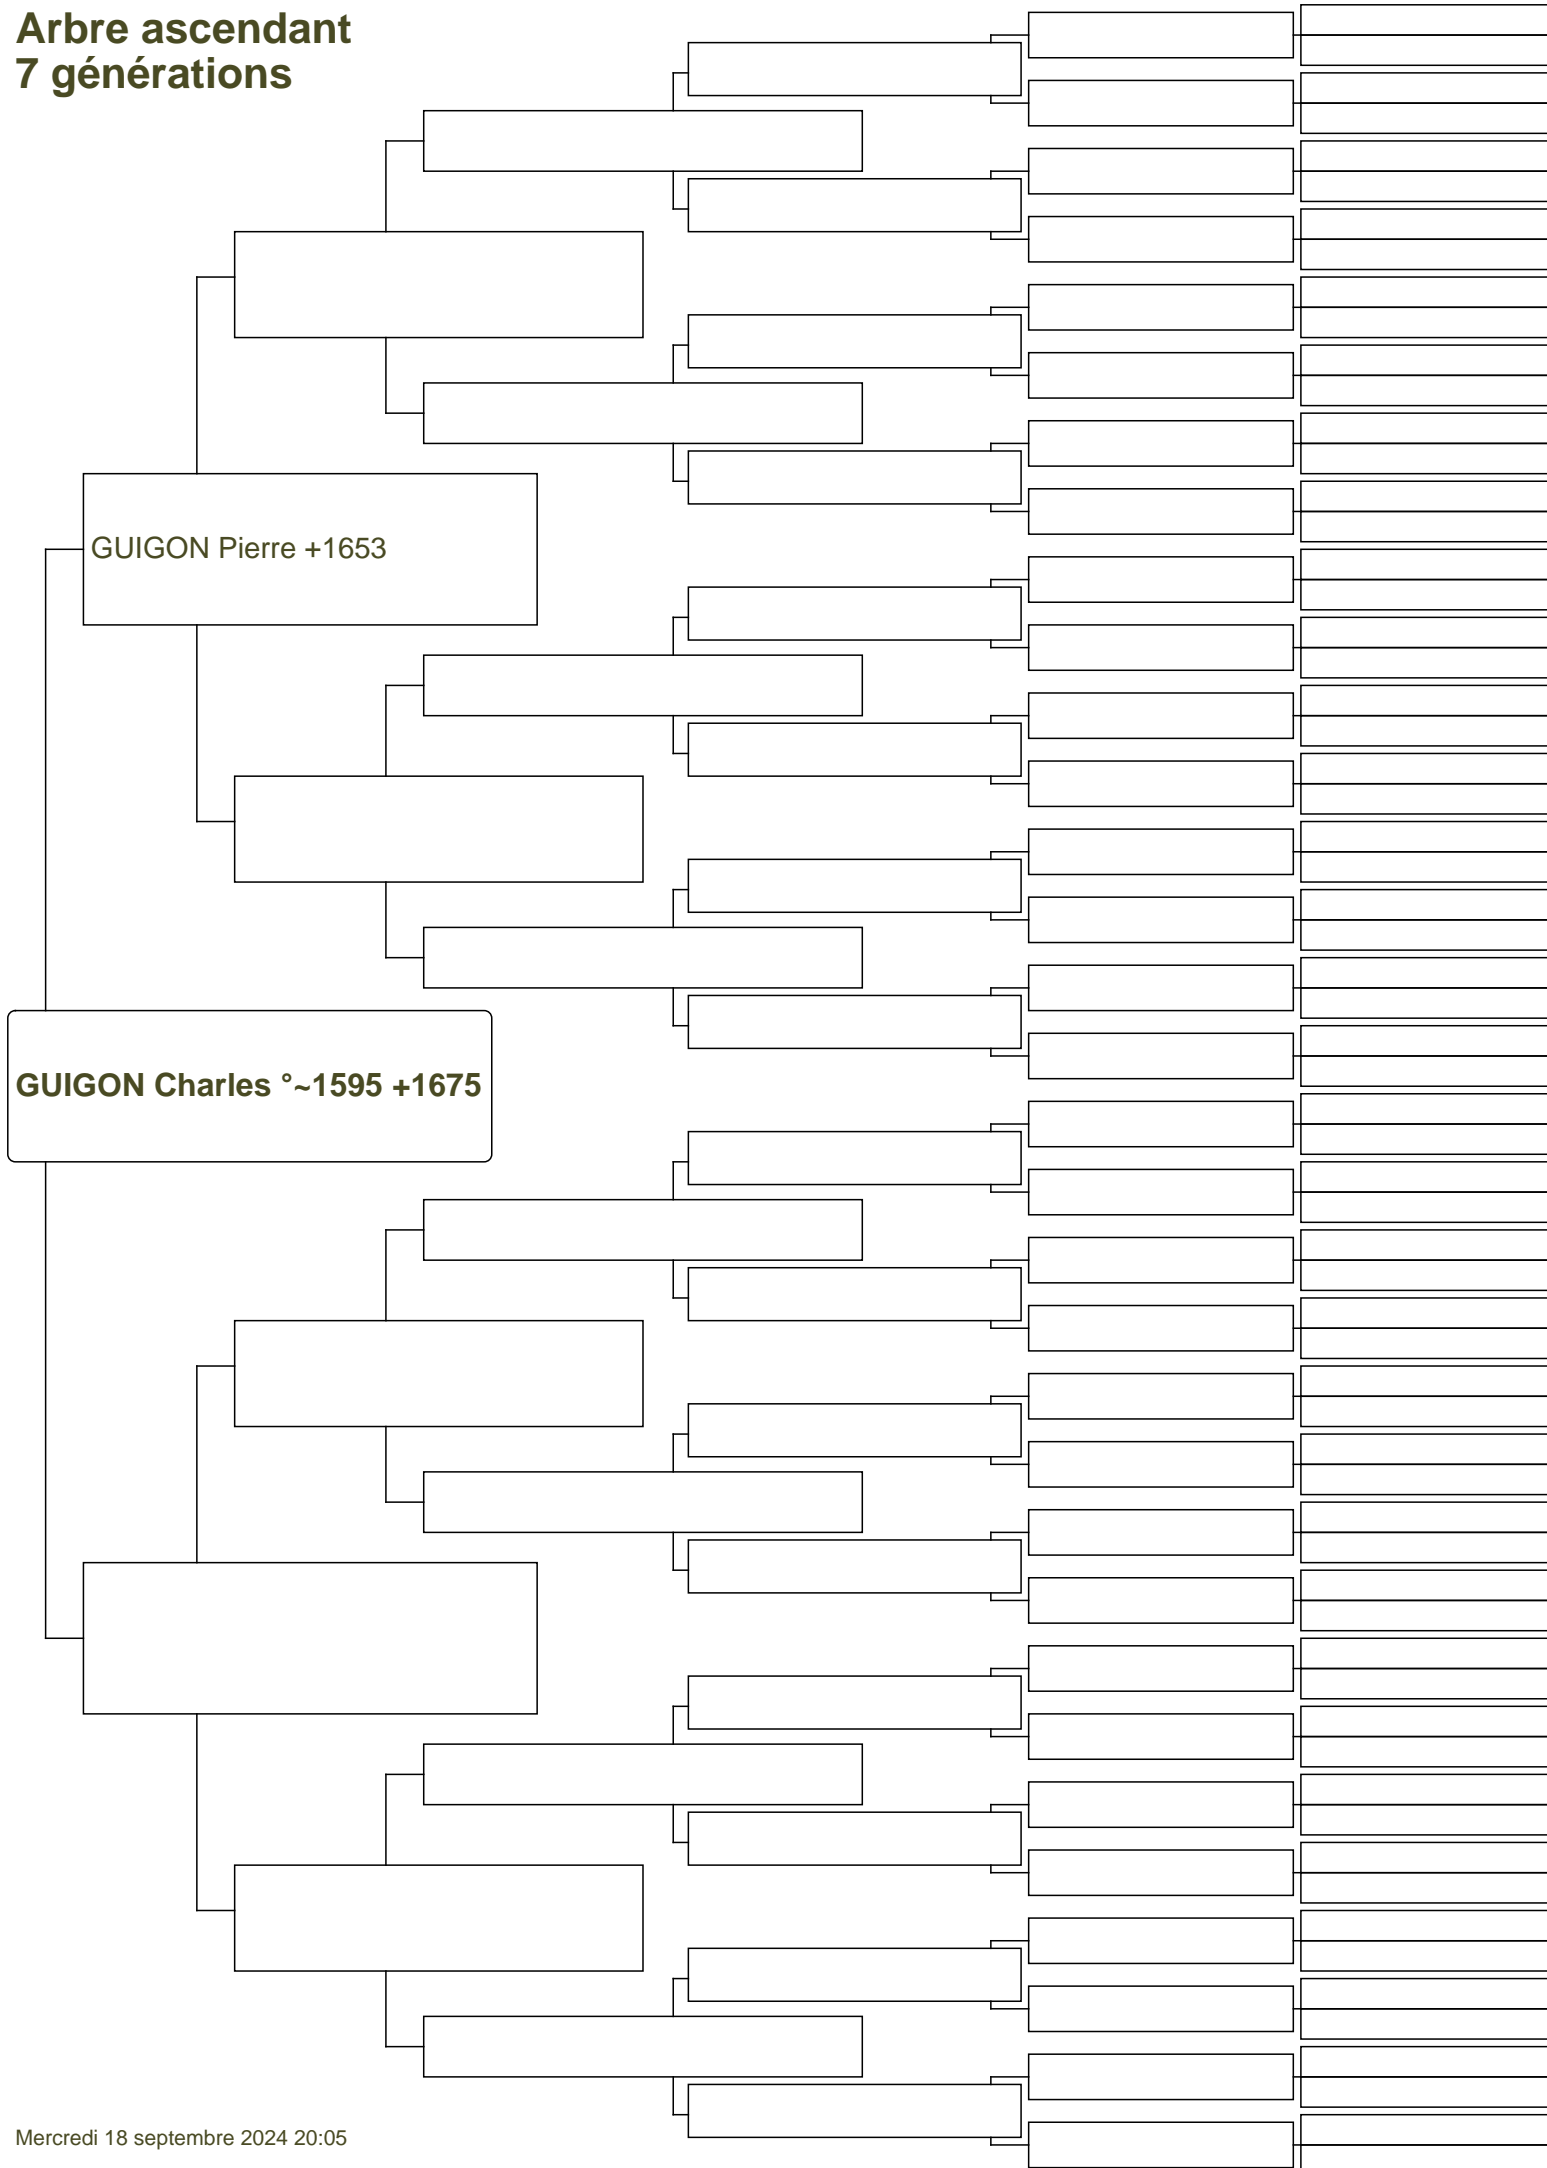 Arbre ascendant
7 générations
GUIGON Pierre +1653
GUIGON Charles °~1595 +1675
Mercredi 18 septembre 2024 20:05